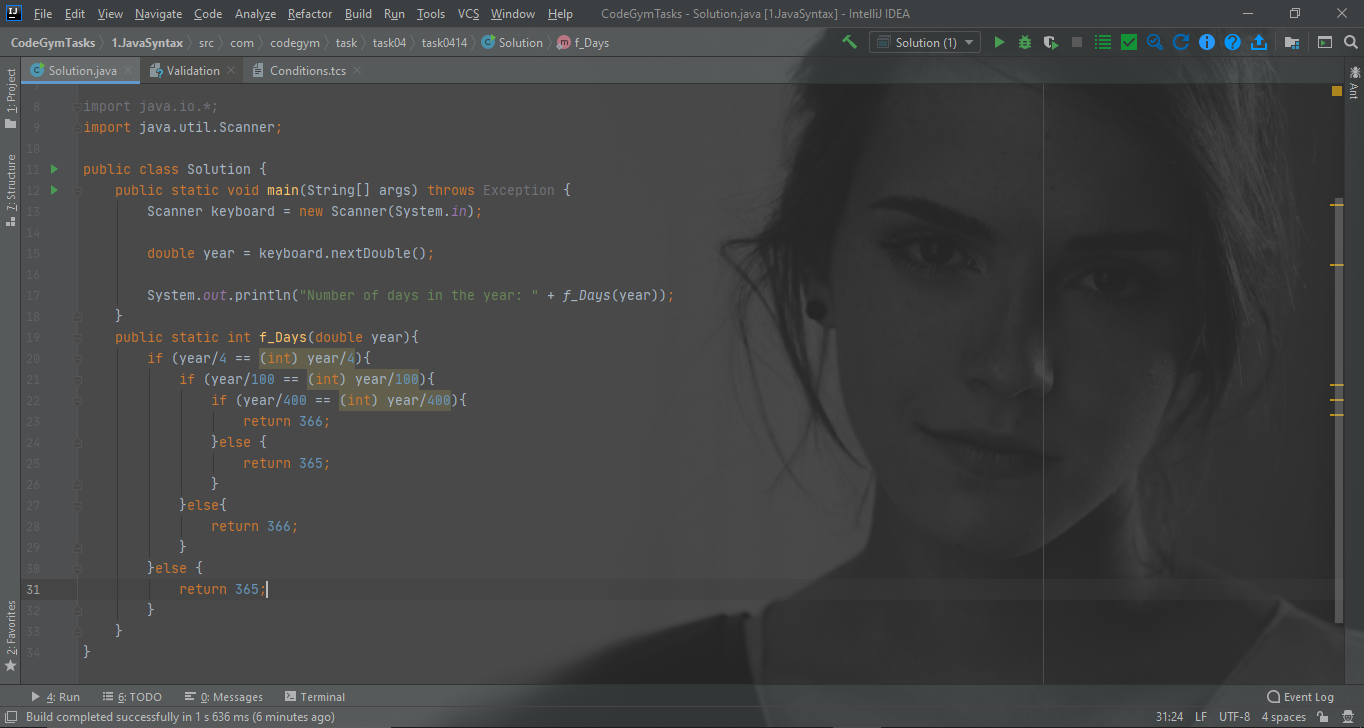 File Edit View Navigate Code Analyze Refactor Build Run Tools VCS Window Help CodeGymTasks - Solution.java [1.JavaSyntax] - IntelliJ IDEA
CodeGymTasks 1.JavaSyntax src com codegym task task04 task0414 Solution f_Days Solution (1)
Solution.java Validation Conditions.tcs
1: Project
7: Structure
2: Favorites
Ant
7
8 import java.io.*;
9 import java.util.Scanner;
10
11 public class Solution {
12 public static void main(String[] args) throws Exception {
13 Scanner keyboard = new Scanner(System.in);
14
15 double year = keyboard.nextDouble();
16
17 System.out.println("Number of days in the year: " + f_Days(year));
18 }
19 public static int f_Days(double year){
20 if (year/4 == (int) year/4){
21 if (year/100 == (int) year/100){
22 if (year/400 == (int) year/400){
23 return 366;
24 }else {
25 return 365;
26 }
27 }else{
28 return 366;
29 }
30 }else {
31 return 365;
32 }
33 }
34 }
4: Run 6: TODO 0: Messages Terminal Event Log
Build completed successfully in 1 s 636 ms (6 minutes ago) 31:24 LF UTF-8 4 spaces